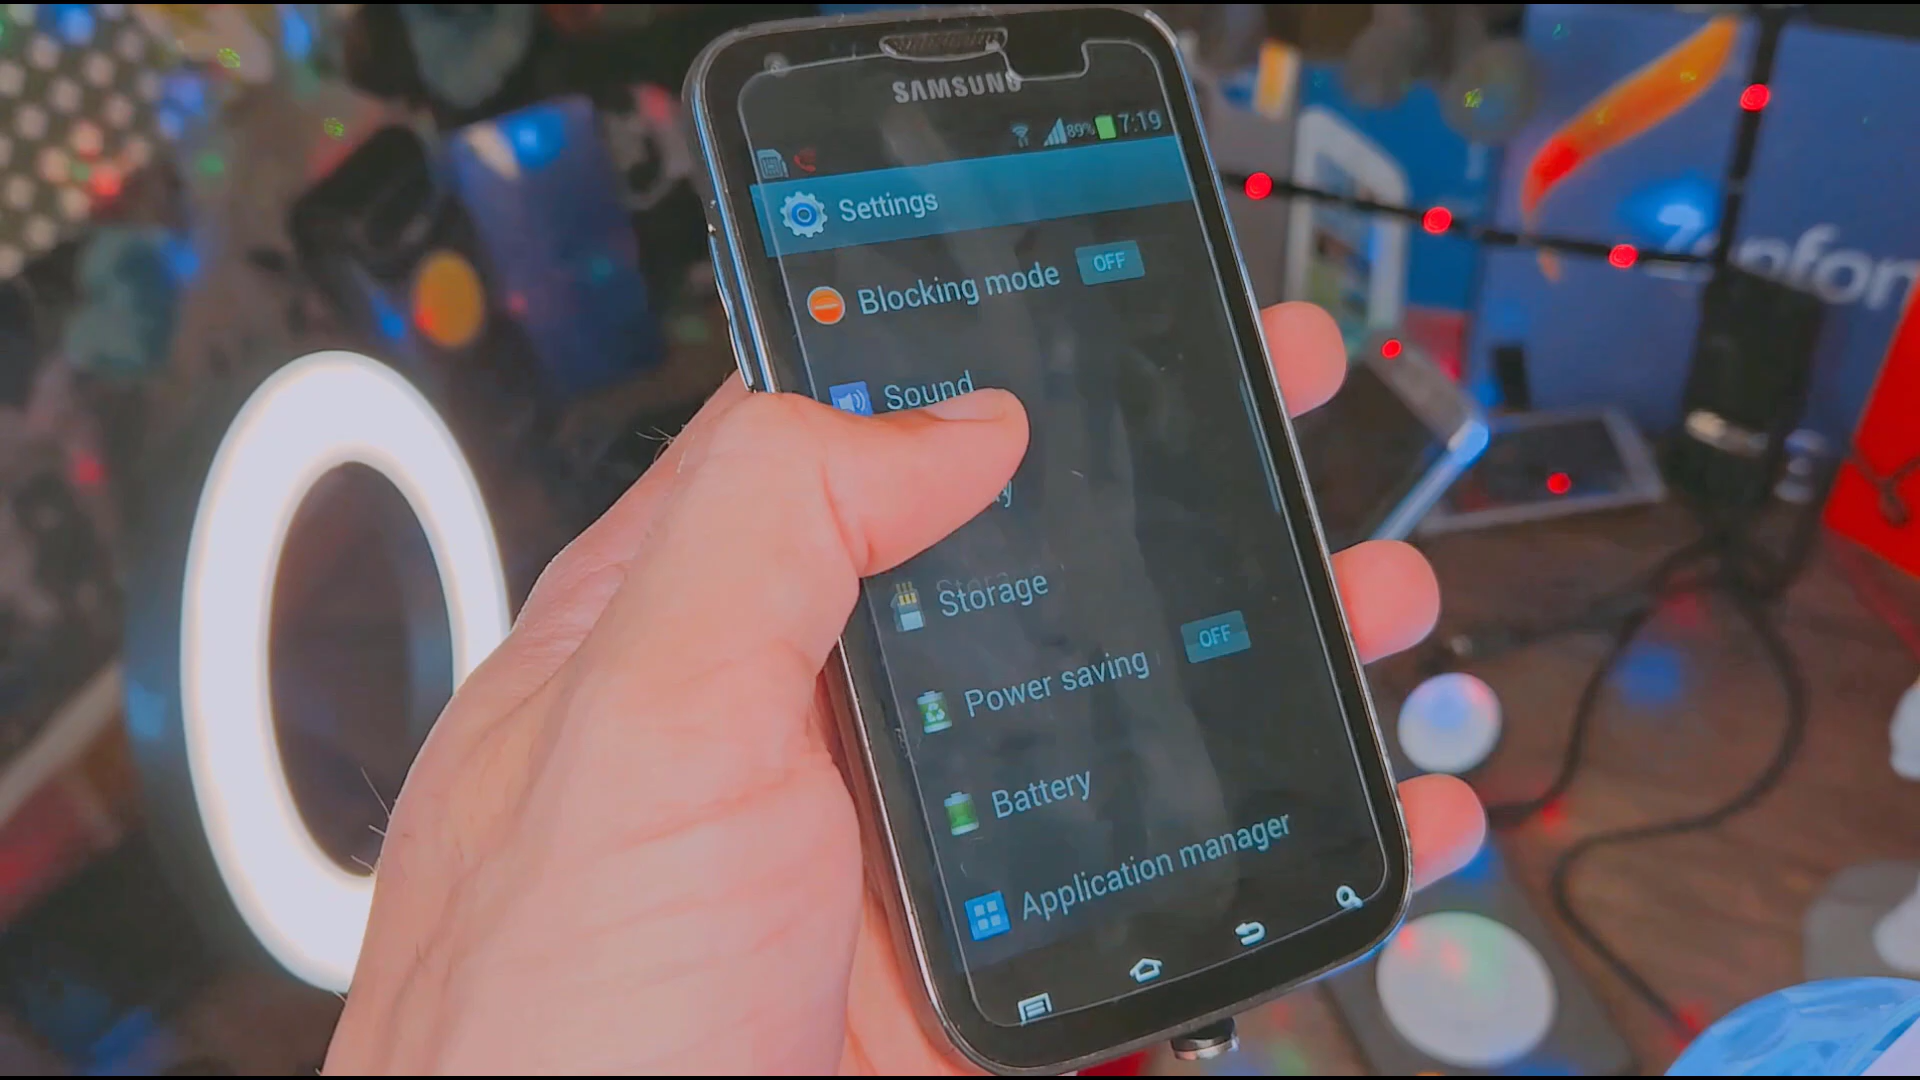 SAMSUNG
89% 7:19
Settings
Blocking mode OFF
Sound
Storage
Power saving OFF
Battery
Application manager